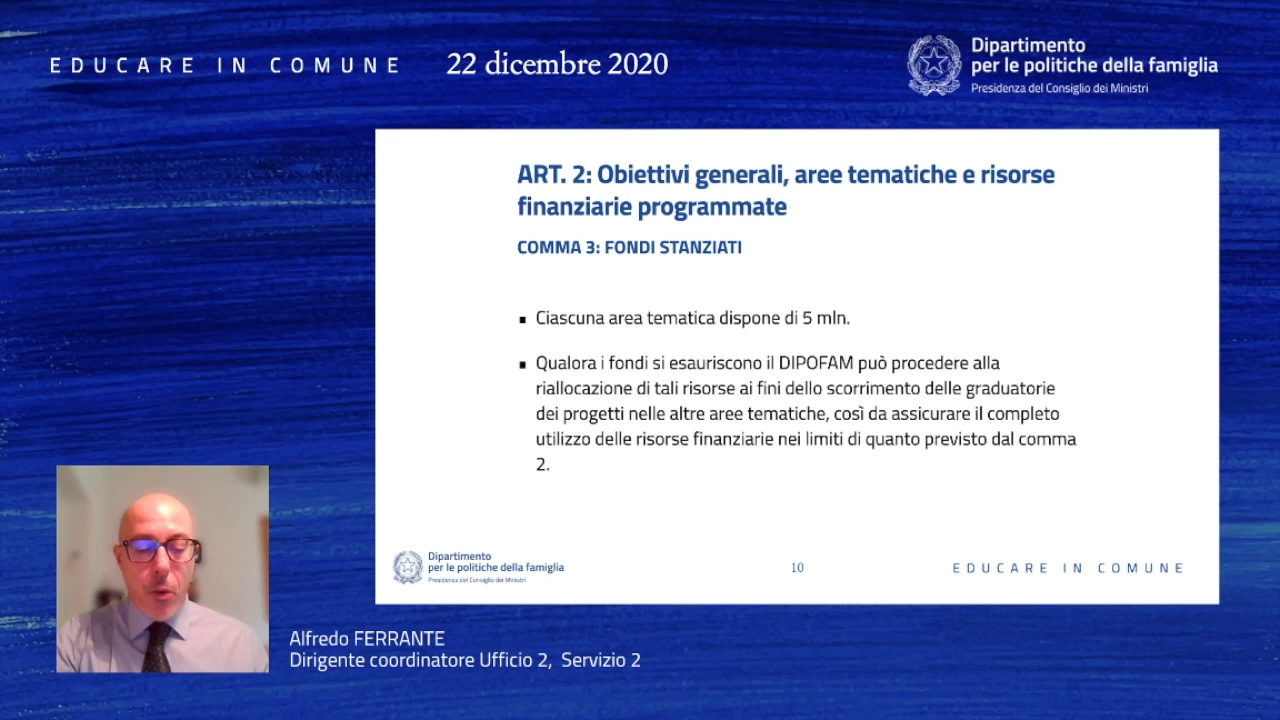 EDUCARE IN COMUNE
22 dicembre 2020
Dipartimento
per le politiche della famiglia
Presidenza del Consiglio dei Ministri
ART. 2: Obiettivi generali, aree tematiche e risorse
finanziarie programmate
COMMA 3: FONDI STANZIATI
▪ Ciascuna area tematica dispone di 5 mln.
▪ Qualora i fondi si esauriscono il DIPOFAM può procedere alla
riallocazione di tali risorse ai fini dello scorrimento delle graduatorie
dei progetti nelle altre aree tematiche, così da assicurare il completo
utilizzo delle risorse finanziarie nei limiti di quanto previsto dal comma
2.
Dipartimento
per le politiche della famiglia
Presidenza del Consiglio dei Ministri
10
EDUCARE IN COMUNE
Alfredo FERRANTE
Dirigente coordinatore Ufficio 2, Servizio 2